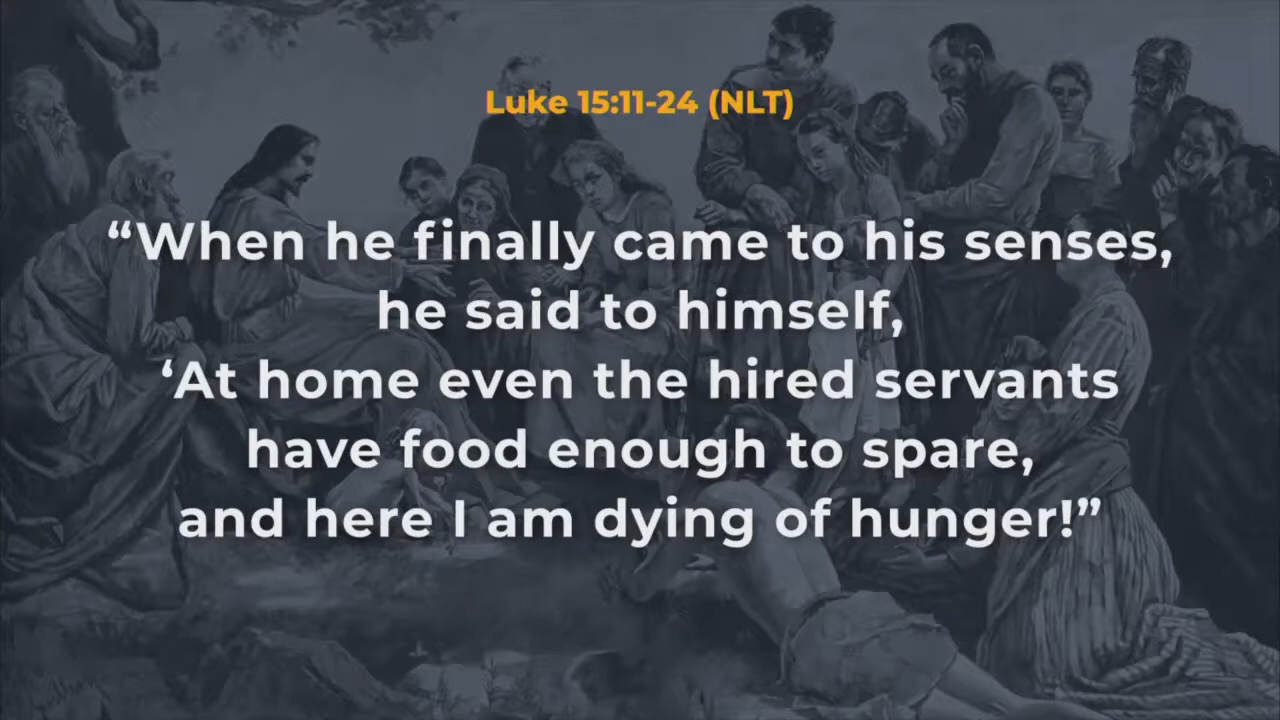 Luke 15:11-24 (NLT)
“When he finally came to his senses,
he said to himself,
‘At home even the hired servants
have food enough to spare,
and here I am dying of hunger!”